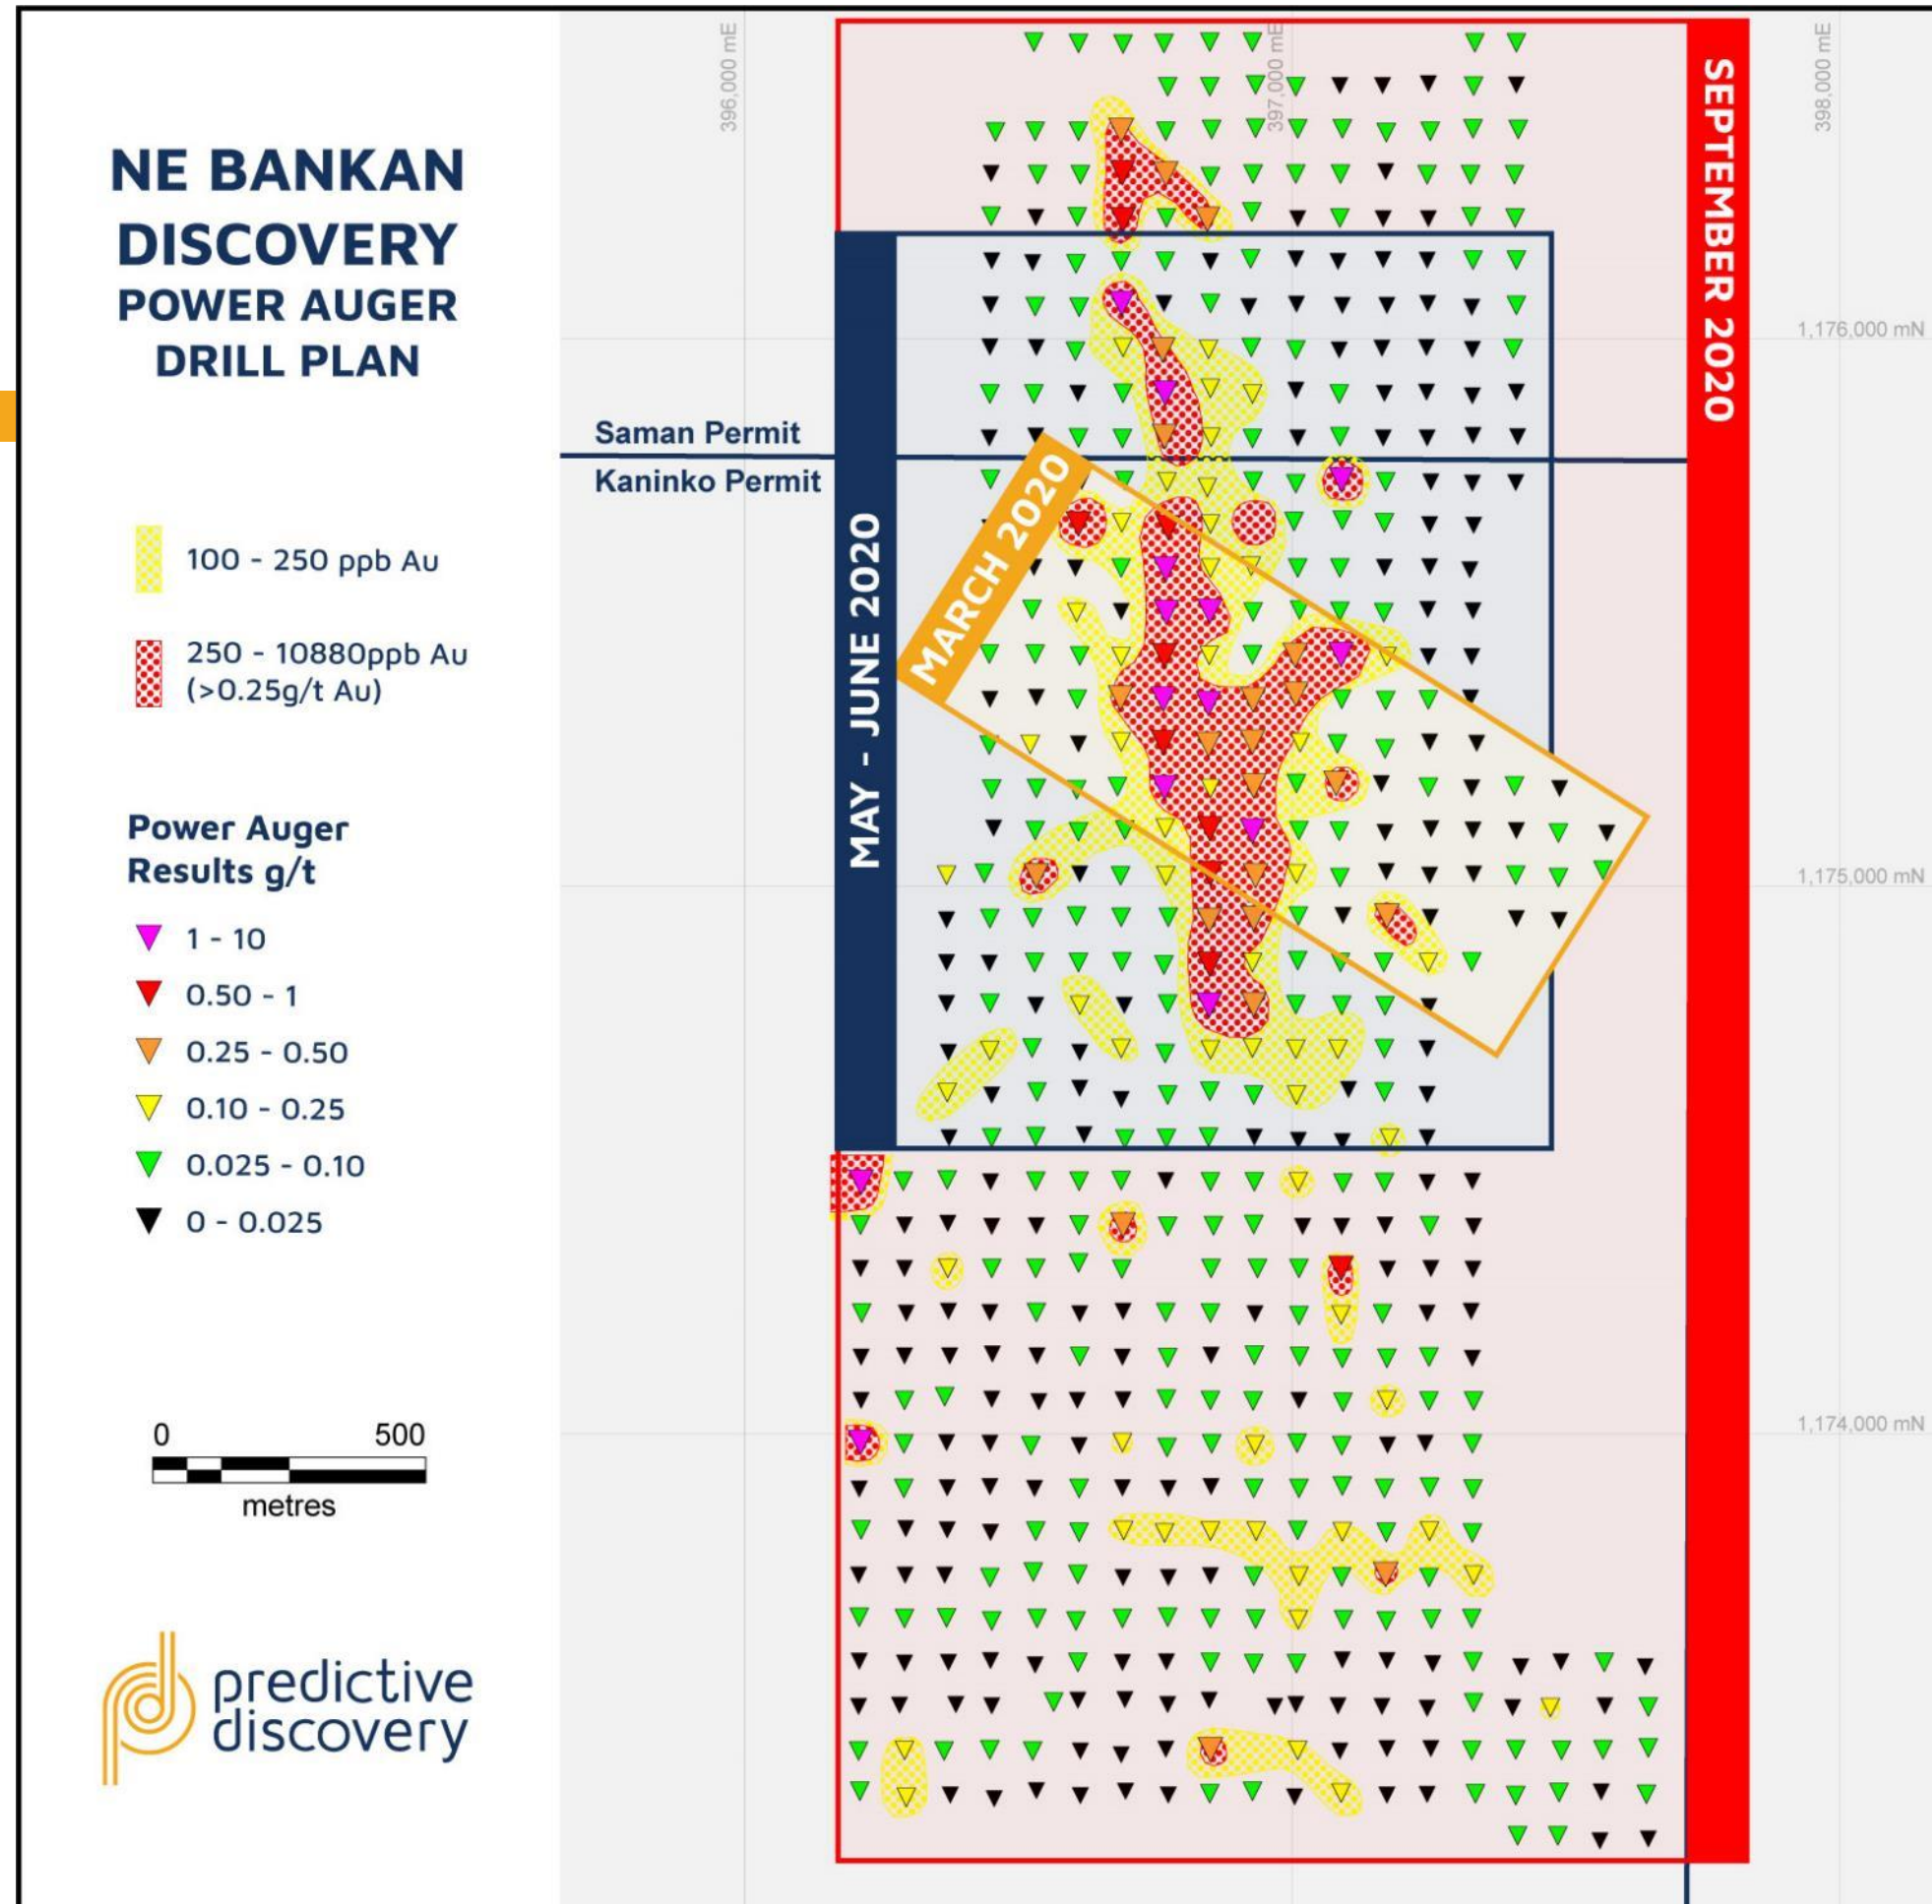 NE BANKAN
DISCOVERY
POWER AUGER
DRILL PLAN
100 - 250 ppb Au
250 - 10880ppb Au
(>0.25g/t Au)
Power Auger
Results g/t
1 - 10
0.50 - 1
0.25 - 0.50
0.10 - 0.25
0.025 - 0.10
0 - 0.025
0 500
metres
predictive
discovery
396,000 mE
397,000 mE
398,000 mE
SEPTEMBER 2020
1,176,000 mN
Saman Permit
Kaninko Permit
MARCH 2020
MAY - JUNE 2020
1,175,000 mN
1,174,000 mN